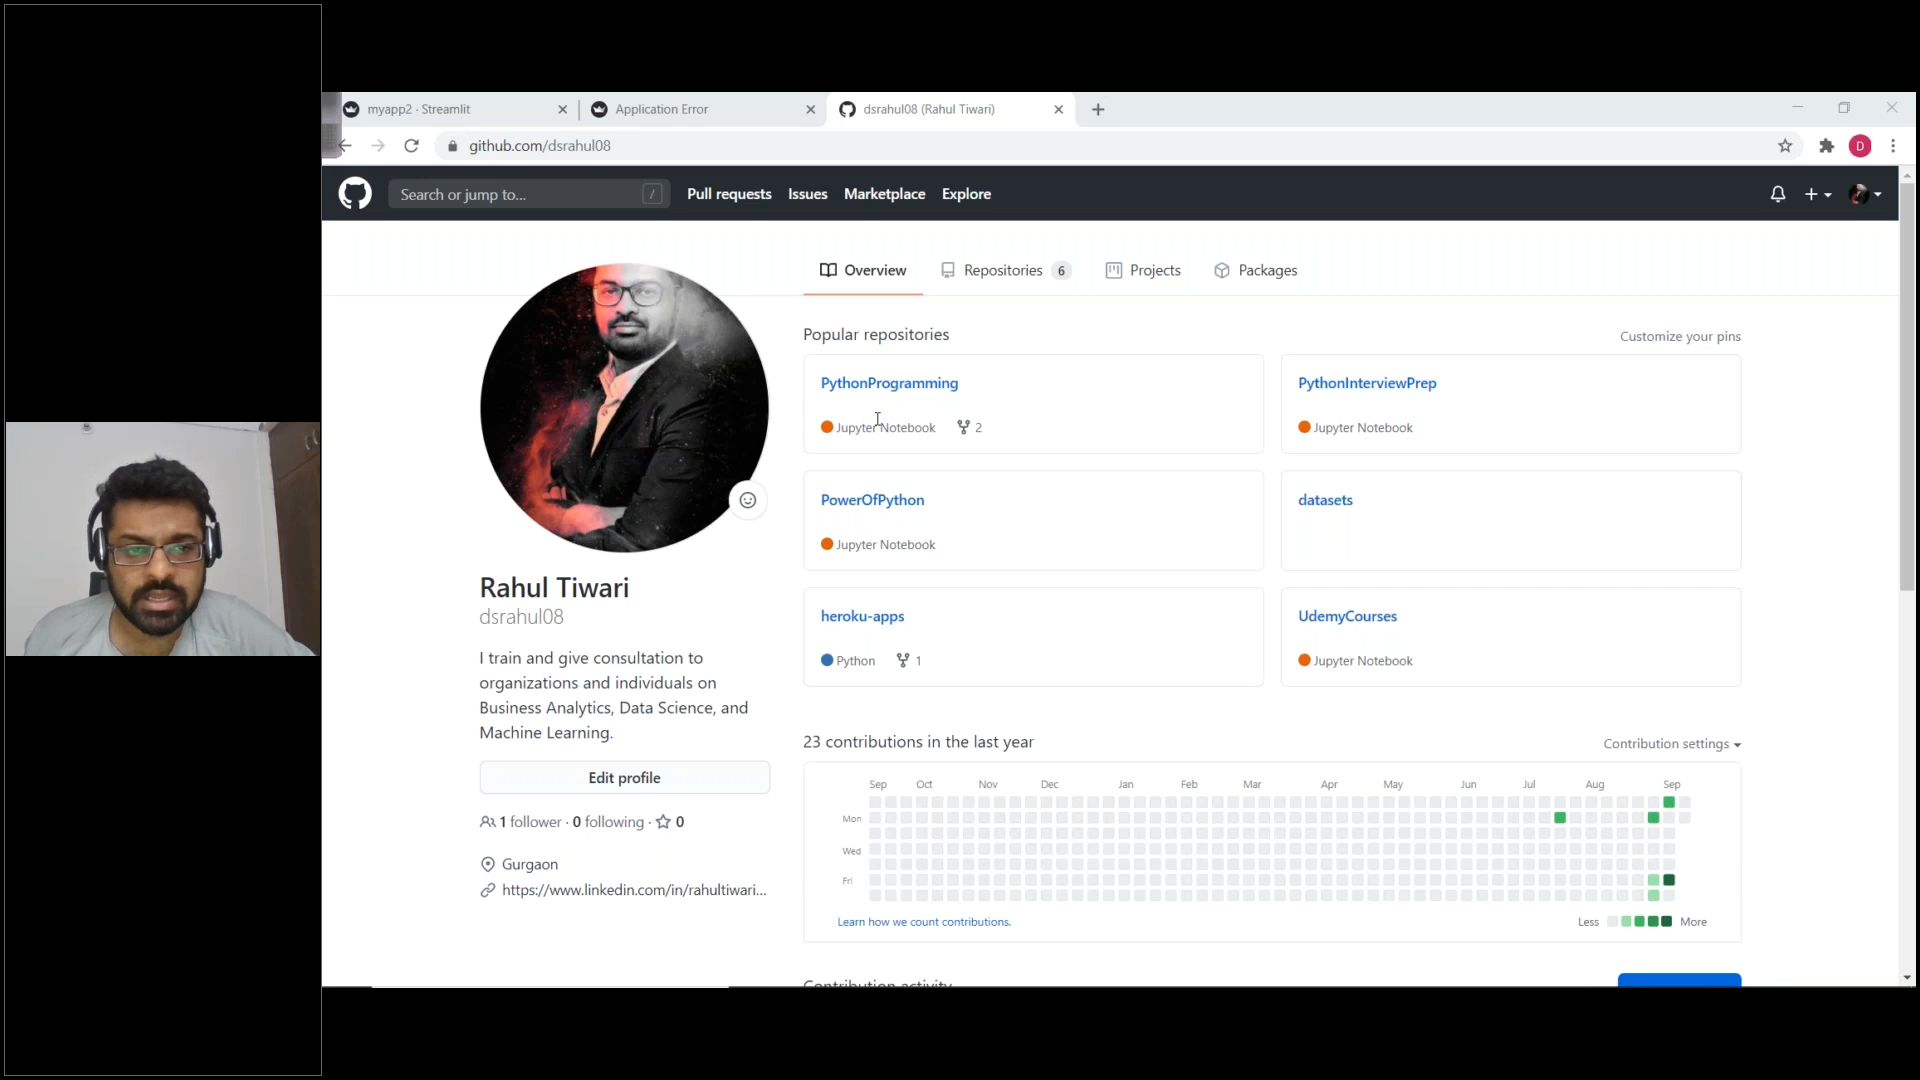 myapp2 · Streamlit
Application Error
dsrahul08 (Rahul Tiwari)
github.com/dsrahul08
D
Search or jump to...
/
Pull requests
Issues
Marketplace
Explore
Overview
Repositories 6
Projects
Packages
Popular repositories
Customize your pins
PythonProgramming
Jupyter Notebook 2
PythonInterviewPrep
Jupyter Notebook
PowerOfPython
Jupyter Notebook
datasets
heroku-apps
Python 1
UdemyCourses
Jupyter Notebook
Rahul Tiwari
dsrahul08
I train and give consultation to
organizations and individuals on
Business Analytics, Data Science, and
Machine Learning.
Edit profile
1 follower · 0 following · 0
Gurgaon
https://www.linkedin.com/in/rahultiwari...
23 contributions in the last year
Contribution settings
Sep Oct Nov Dec Jan Feb Mar Apr May Jun Jul Aug Sep
Mon
Wed
Fri
Learn how we count contributions.
Less More
Contribution activity